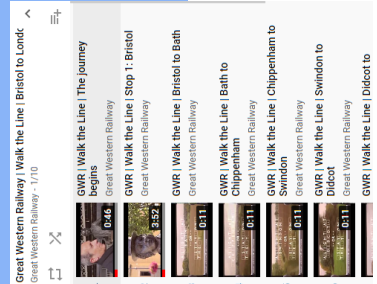 Great Western Railway | Walk the Line | Bristol to Londc
Great Western Railway - 1/10
GWR | Walk the Line | The journey
begins
Great Western Railway
0:46
GWR | Walk the Line | Stop 1: Bristol
Great Western Railway
3:52
GWR | Walk the Line | Bristol to Bath
Great Western Railway
0:11
GWR | Walk the Line | Bath to
Chippenham
Great Western Railway
0:11
GWR | Walk the Line | Chippenham to
Swindon
Great Western Railway
0:11
GWR | Walk the Line | Swindon to
Didcot
Great Western Railway
0:11
GWR | Walk the Line | Didcot to